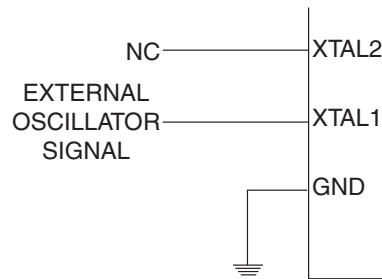 NC
XTAL2
EXTERNAL
OSCILLATOR
SIGNAL
XTAL1
GND